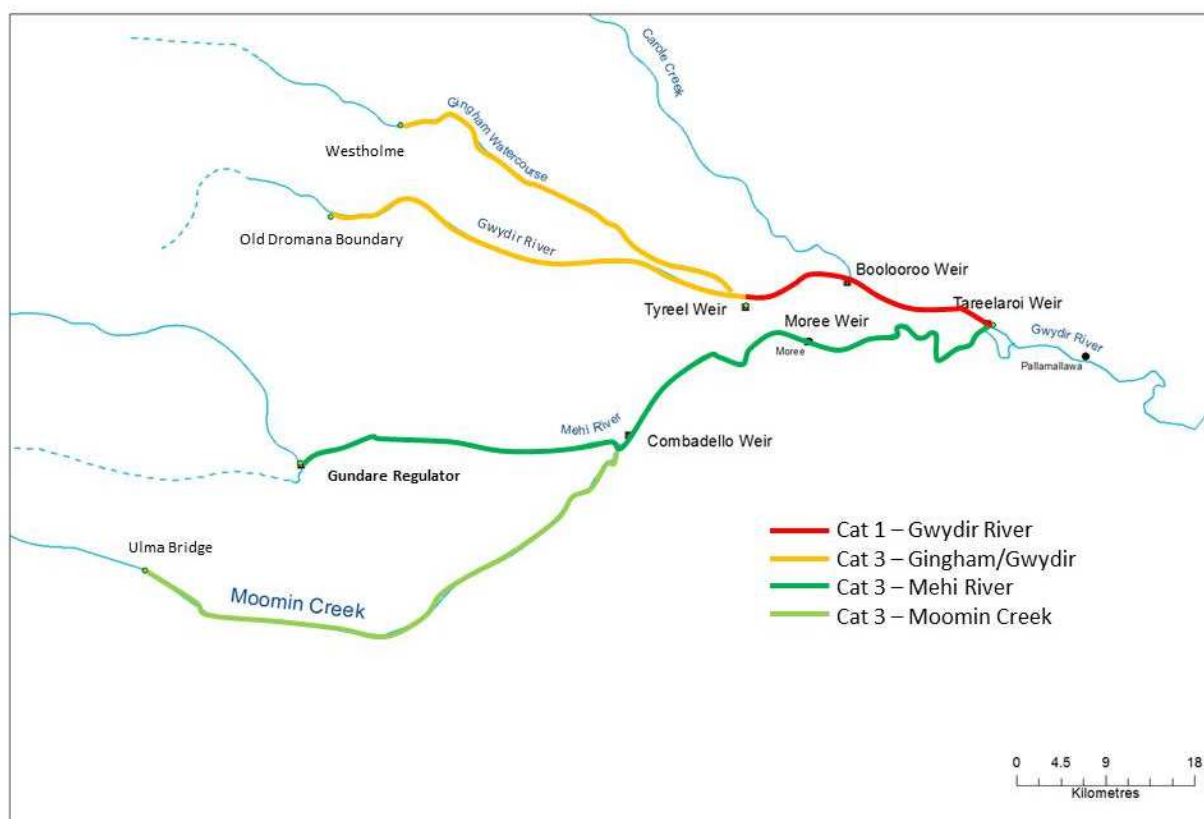 Carole Creek
Gingham Watercourse
Westholme
Gwydir River
Old Dromana Boundary
Boolooroo Weir
Tareelaroi Weir
Tyreel Weir
Moree Weir
Gwydir River
Moree
Pallamallawa
Mehi River
Combadello Weir
Gundare Regulator
Cat 1 – Gwydir River
Ulma Bridge
Cat 3 – Gingham/Gwydir
Cat 3 – Mehi River
Moomin Creek
Cat 3 – Moomin Creek
0 4.5 9 18
Kilometres